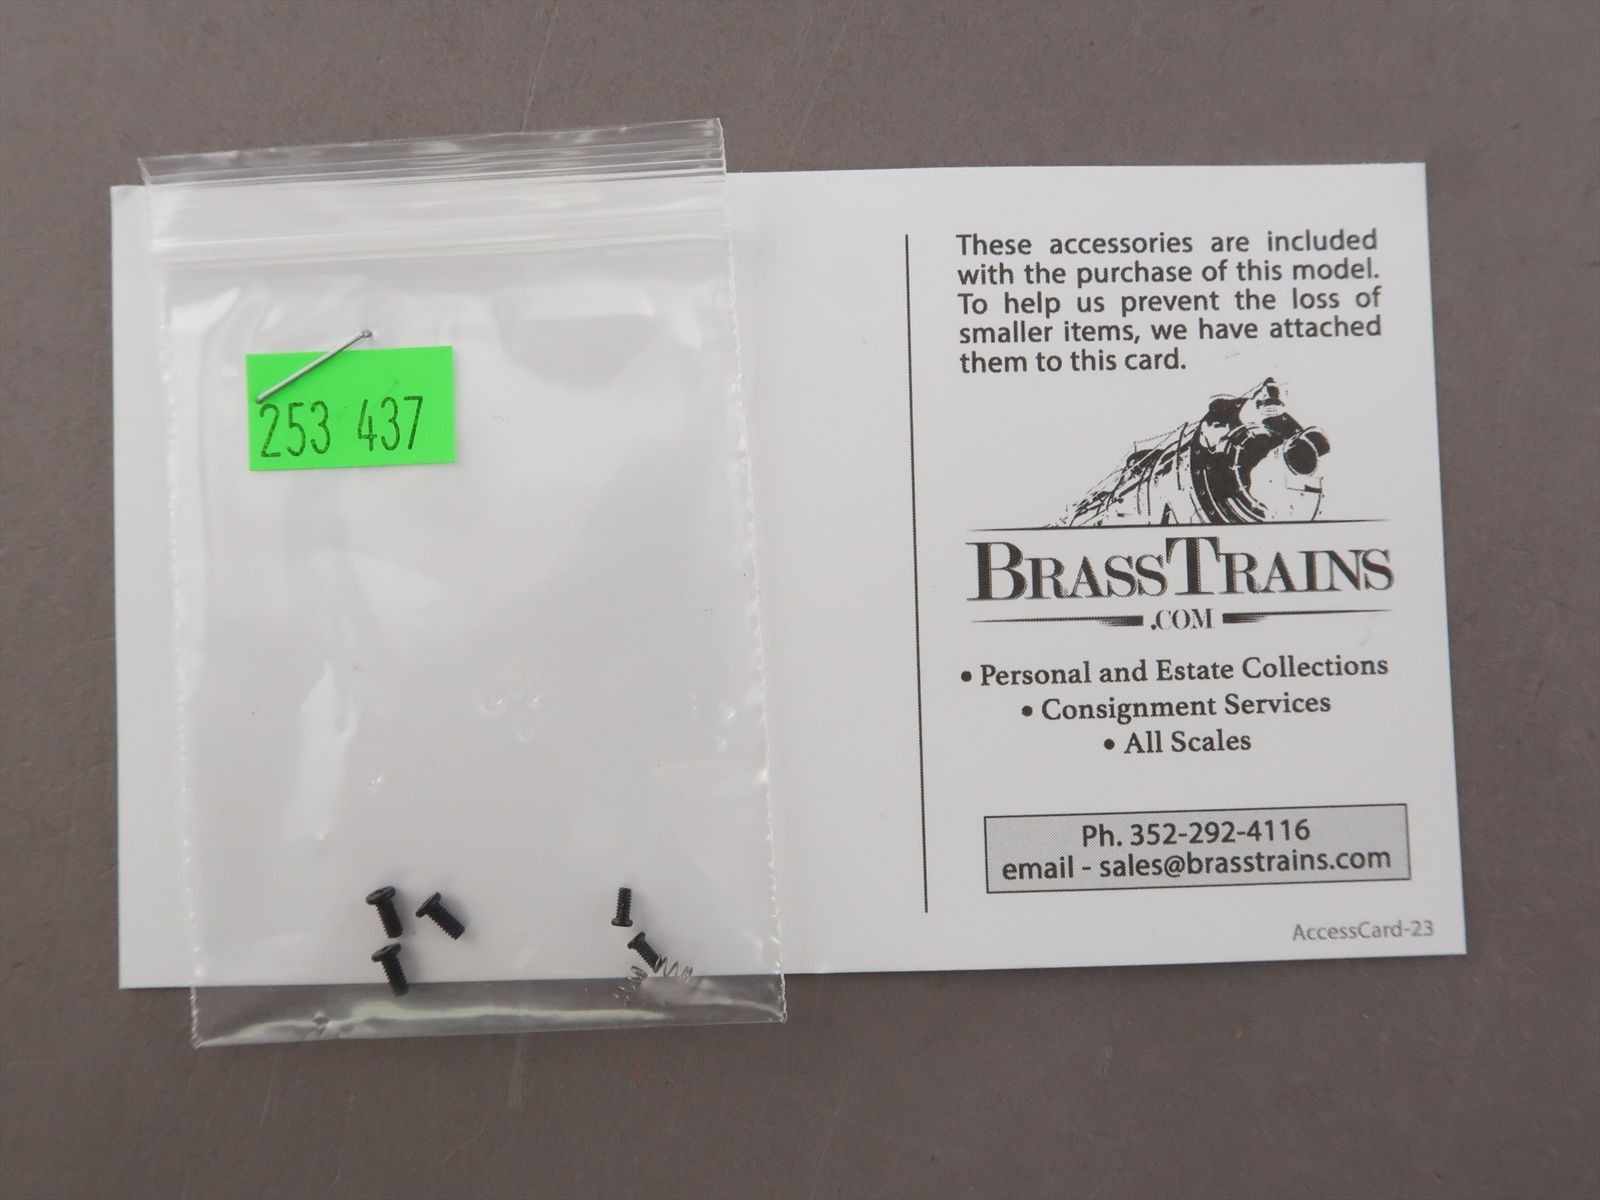 253 437
These accessories are included
with the purchase of this model.
To help us prevent the loss of
smaller items, we have attached
them to this card.
BRASSTRAINS
.COM
• Personal and Estate Collections
• Consignment Services
• All Scales
Ph. 352-292-4116
email - sales@brasstrains.com
AccessCard-23